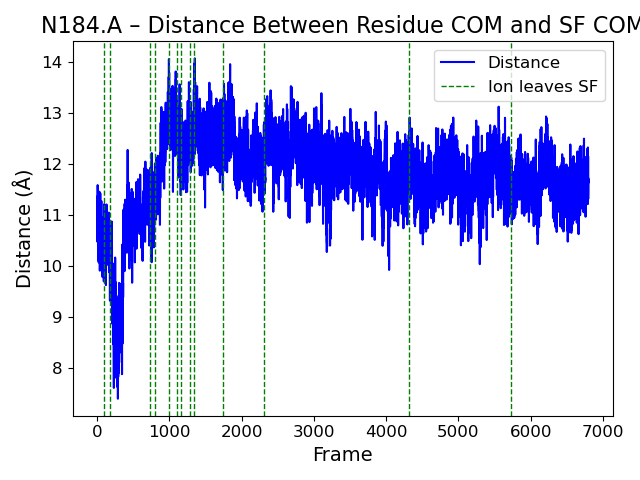 N184.A – Distance Between Residue COM and SF COM
Distance (Å)
14
13
12
11
10
9
8
Distance
Ion leaves SF
0 1000 2000 3000 4000 5000 6000 7000
Frame